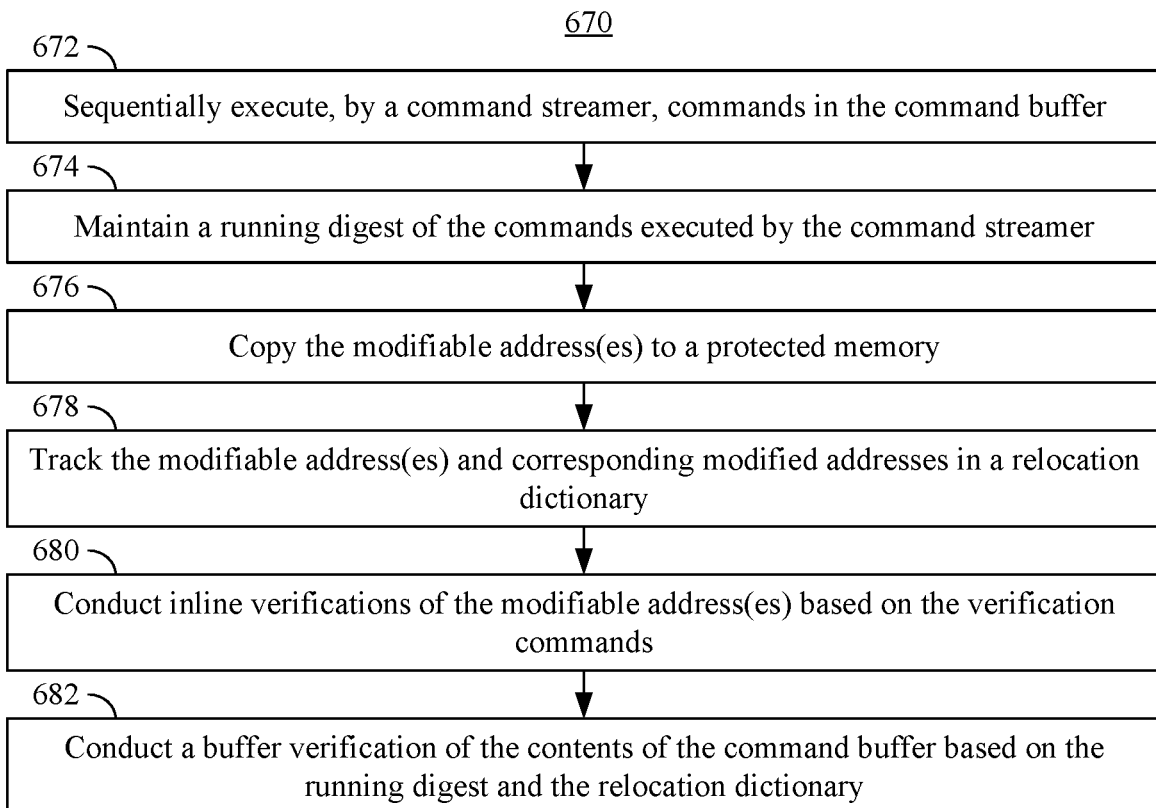 670
672
Sequentially execute, by a command streamer, commands in the command buffer
674
Maintain a running digest of the commands executed by the command streamer
676
Copy the modifiable address(es) to a protected memory
678
Track the modifiable address(es) and corresponding modified addresses in a relocation
dictionary
680
Conduct inline verifications of the modifiable address(es) based on the verification
commands
682
Conduct a buffer verification of the contents of the command buffer based on the
running digest and the relocation dictionary